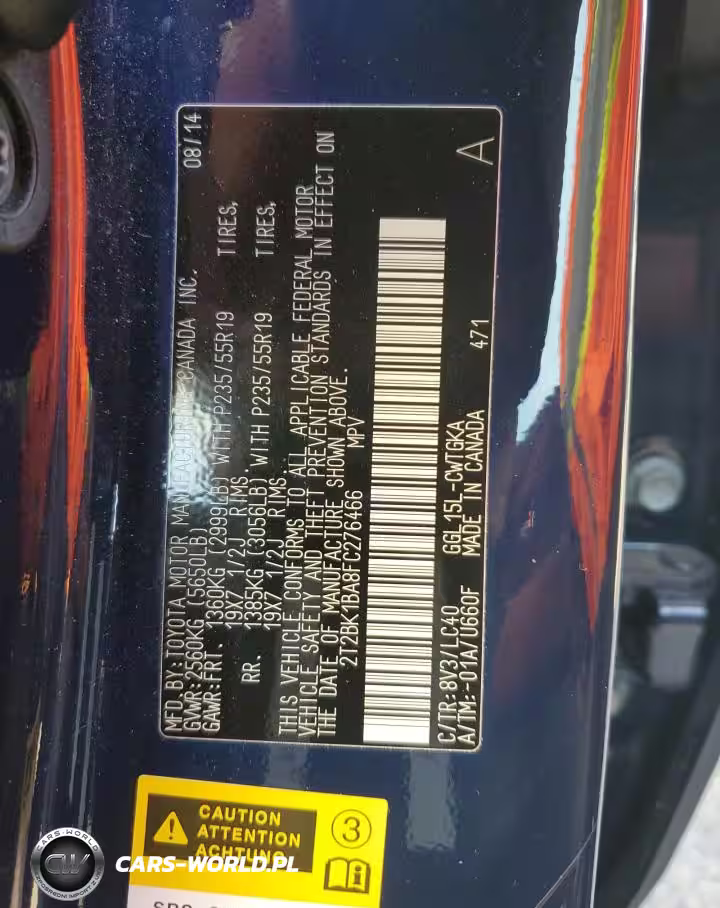 MFD. BY: TOYOTA MOTOR MANUFACTURING CANADA INC. 08/14
GVWR: 2560KG (5650LB)
GAWR: FRT. 1360KG (2999LB) WITH P235/55R19 TIRES,
19X7 1/2J RIMS
RR. 1385KG (3056LB) WITH P235/55R19 TIRES,
19X7 1/2J RIMS
THIS VEHICLE CONFORMS TO ALL APPLICABLE FEDERAL MOTOR
VEHICLE SAFETY AND THEFT PREVENTION STANDARDS IN EFFECT ON
THE DATE OF MANUFACTURE SHOWN ABOVE.
2T2BK1BA8FC276466 MPV
C/TR: 8V3/LC40 GGL15L-CWTGKA 471 A
A/TM: -01A/U660F MADE IN CANADA
CAUTION
ATTENTION
ACHTUNG
3
CARS-WORLD
CW
CARS-WORLD.PL